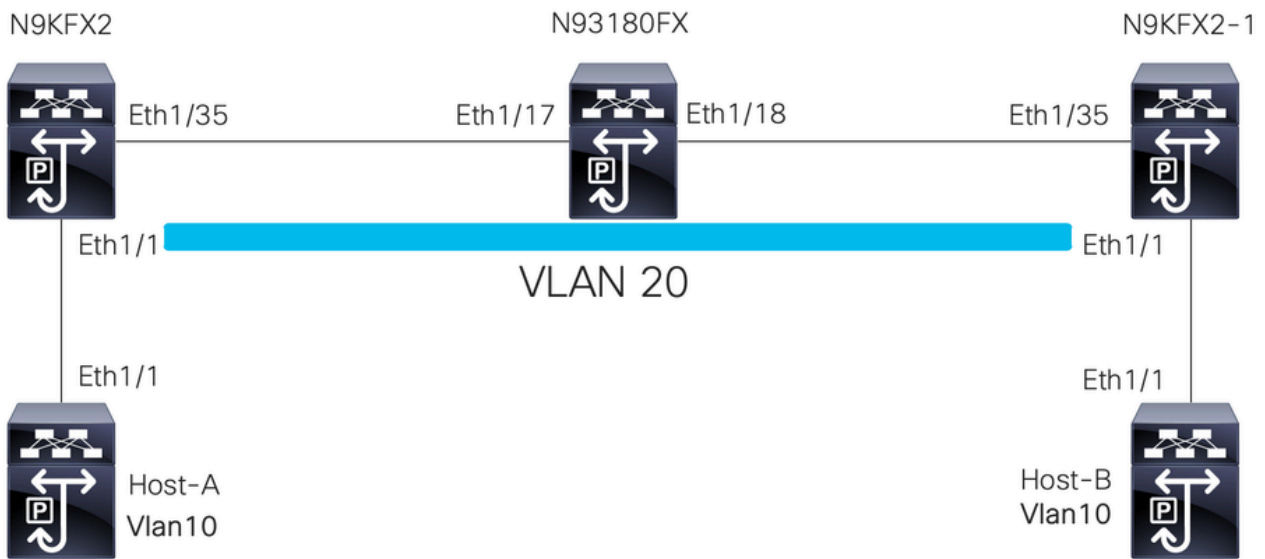 N9KFX2
N93180FX
N9KFX2-1
Eth1/35
Eth1/17
Eth1/18
Eth1/35
P
P
P
Eth1/1
Eth1/1
VLAN 20
Eth1/1
Eth1/1
Host-A
Vlan10
P
Host-B
Vlan10
P